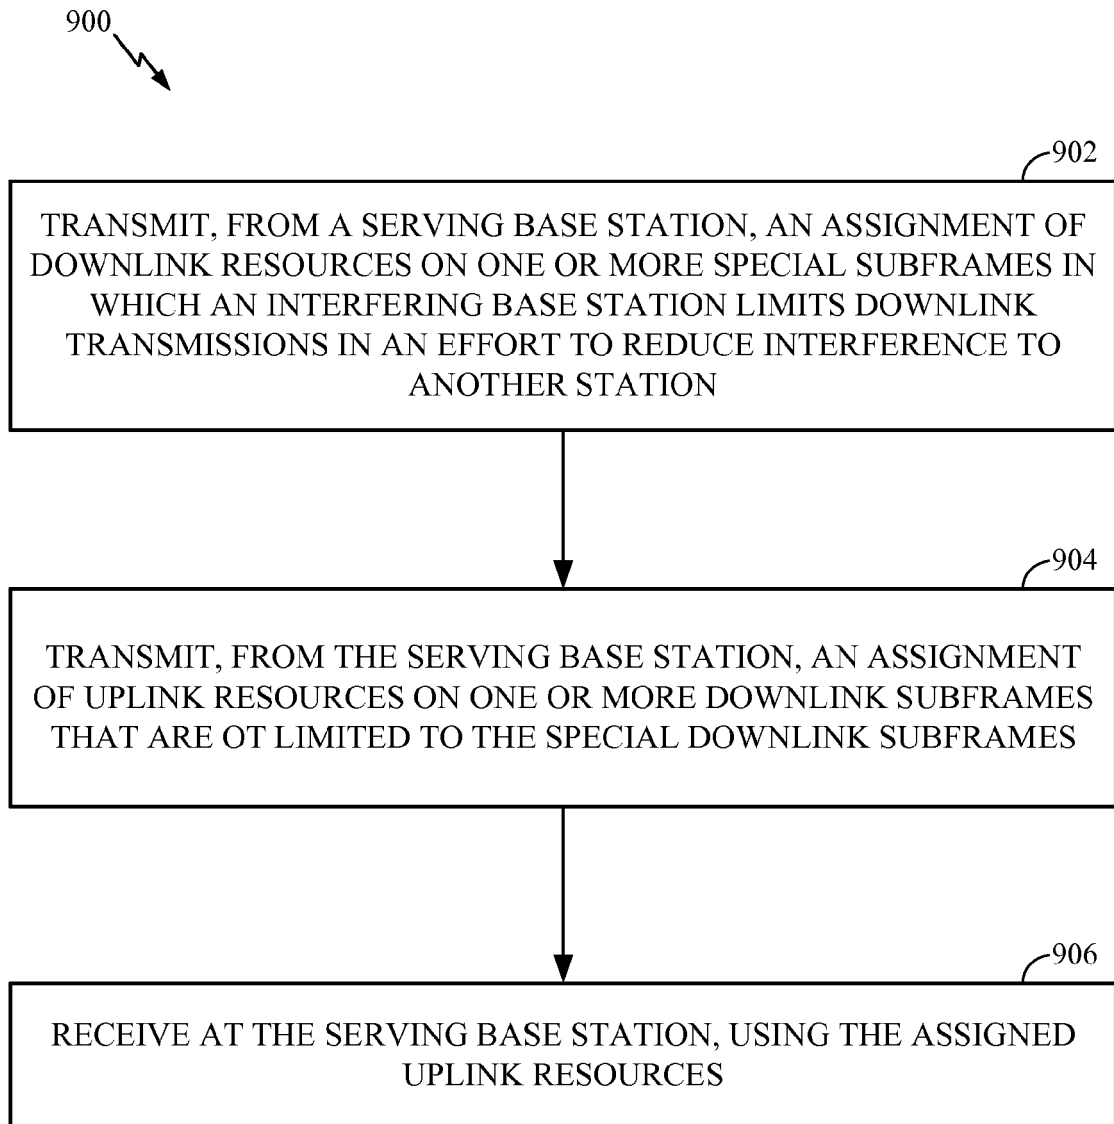 900
902
TRANSMIT, FROM A SERVING BASE STATION, AN ASSIGNMENT OF
DOWNLINK RESOURCES ON ONE OR MORE SPECIAL SUBFRAMES IN
WHICH AN INTERFERING BASE STATION LIMITS DOWNLINK
TRANSMISSIONS IN AN EFFORT TO REDUCE INTERFERENCE TO
ANOTHER STATION
904
TRANSMIT, FROM THE SERVING BASE STATION, AN ASSIGNMENT
OF UPLINK RESOURCES ON ONE OR MORE DOWNLINK SUBFRAMES
THAT ARE OT LIMITED TO THE SPECIAL DOWNLINK SUBFRAMES
906
RECEIVE AT THE SERVING BASE STATION, USING THE ASSIGNED
UPLINK RESOURCES